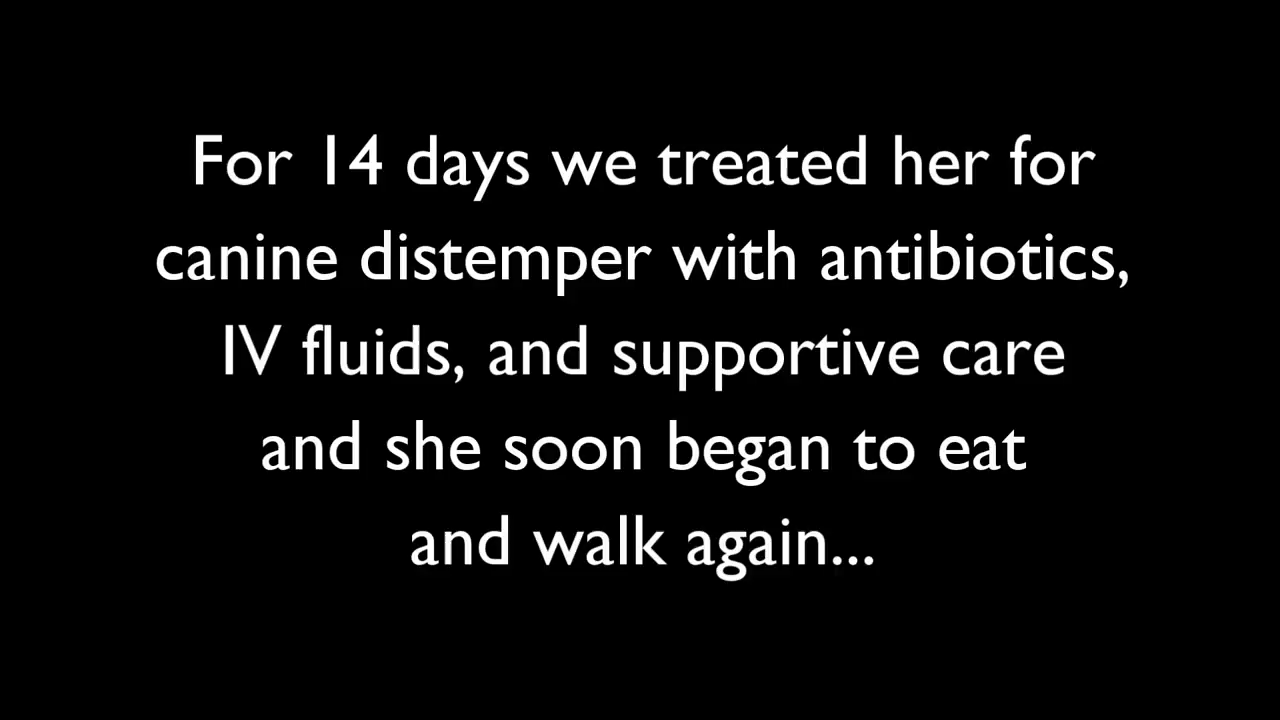 For 14 days we treated her for
canine distemper with antibiotics,
IV fluids, and supportive care
and she soon began to eat
and walk again...